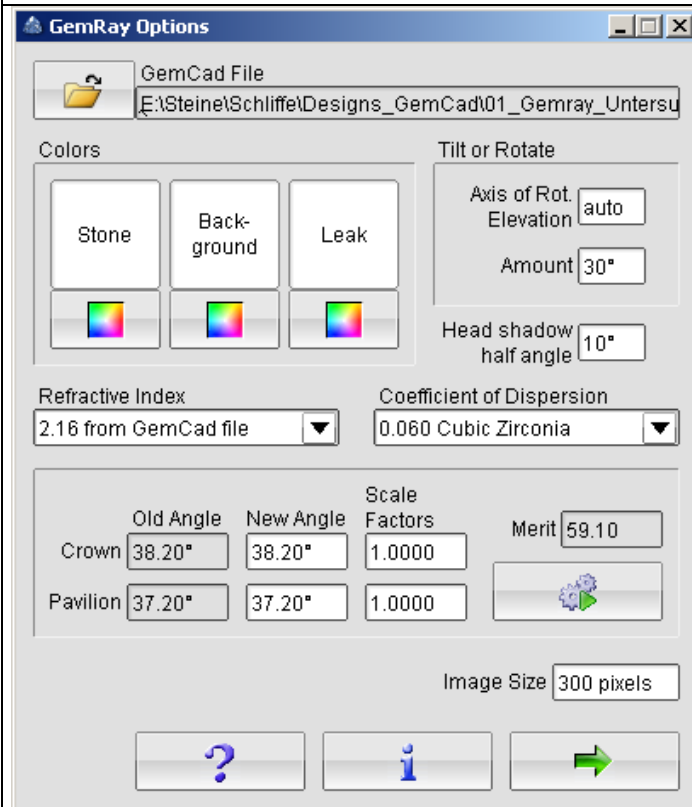 GemRay Options
GemCad File
E:\Steine\Schliffe\Designs_GemCad\01_Gemray_Untersu
Colors
Stone
Back-
ground
Leak
Tilt or Rotate
Axis of Rot.
Elevation
auto
Amount 30°
Head shadow
half angle
10°
Refractive Index
2.16 from GemCad file
Coefficient of Dispersion
0.060 Cubic Zirconia
Old Angle New Angle Scale
Factors
Crown 38.20° 38.20° 1.0000
Pavilion 37.20° 37.20° 1.0000
Merit 59.10
Image Size 300 pixels